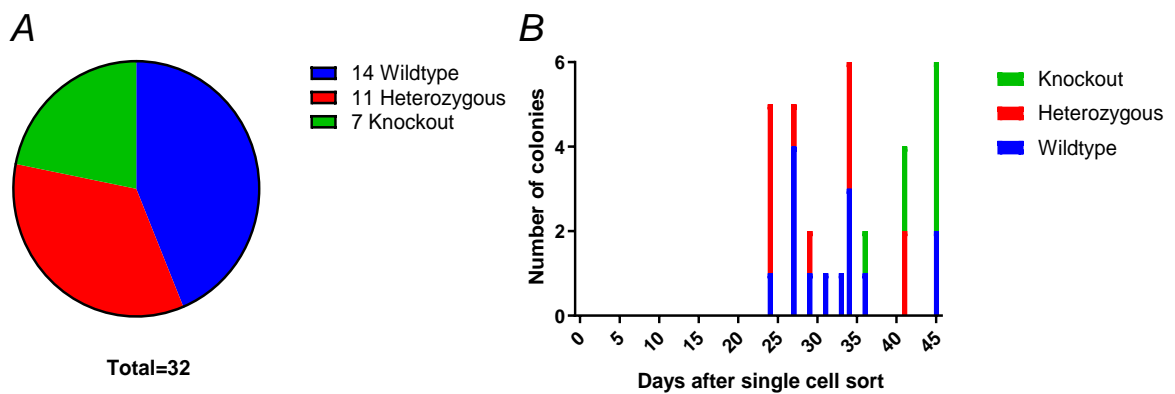 A
14 Wildtype
11 Heterozygous
7 Knockout
Total=32
B
Number of colonies
6
4
2
0
0 5 10 15 20 25 30 35 40 45
Days after single cell sort
Knockout
Heterozygous
Wildtype